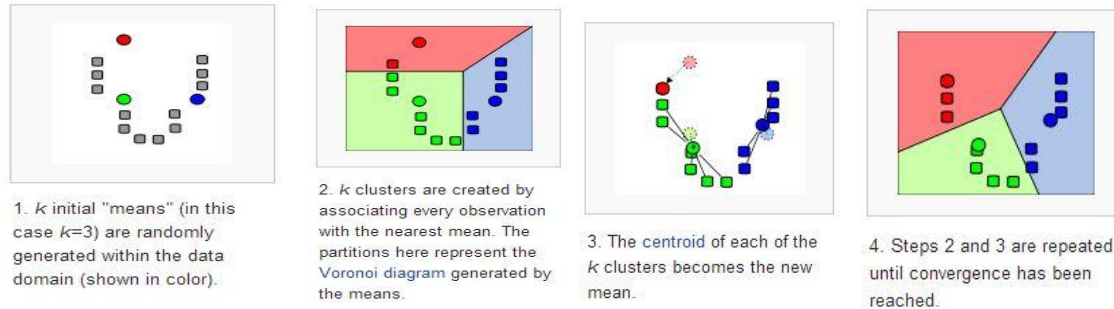 1. k initial "means" (in this
case k=3) are randomly
generated within the data
domain (shown in color).
2. k clusters are created by
associating every observation
with the nearest mean. The
partitions here represent the
Voronoi diagram generated by
the means.
3. The centroid of each of the
k clusters becomes the new
mean.
4. Steps 2 and 3 are repeated
until convergence has been
reached.